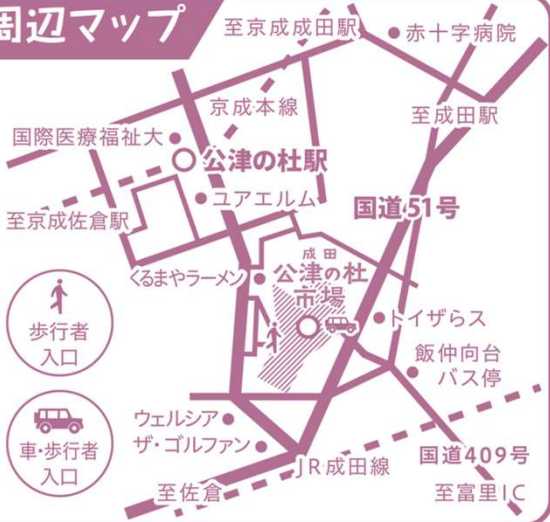 周辺マップ
至京成成田駅
赤十字病院
京成本線
至成田駅
国際医療福祉大
公津の杜駅
ユアエルム
国道51号
至京成佐倉駅
成田
公津の杜
市場
くるまやラーメン
トイザらス
歩行者
入口
飯仲向台
バス停
車・歩行者
入口
ウェルシア
ザ・ゴルファン
JR成田線
国道409号
至佐倉
至富里IC